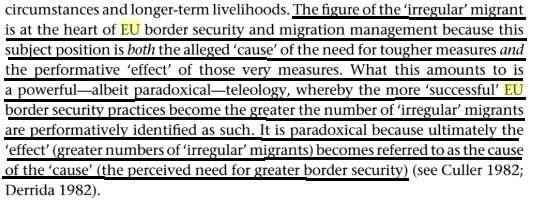 circumstances and longer-term livelihoods. The figure of the ‘irregular’ migrant
is at the heart of EU border security and migration management because this
subject position is both the alleged ‘cause’ of the need for tougher measures and
the performative ‘effect’ of those very measures. What this amounts to is
a powerful—albeit paradoxical—teleology, whereby the more ‘successful’ EU
border security practices become the greater the number of ‘irregular’ migrants
are performatively identified as such. It is paradoxical because ultimately the
‘effect’ (greater numbers of ‘irregular’ migrants) becomes referred to as the cause
of the ‘cause’ (the perceived need for greater border security) (see Culler 1982;
Derrida 1982).